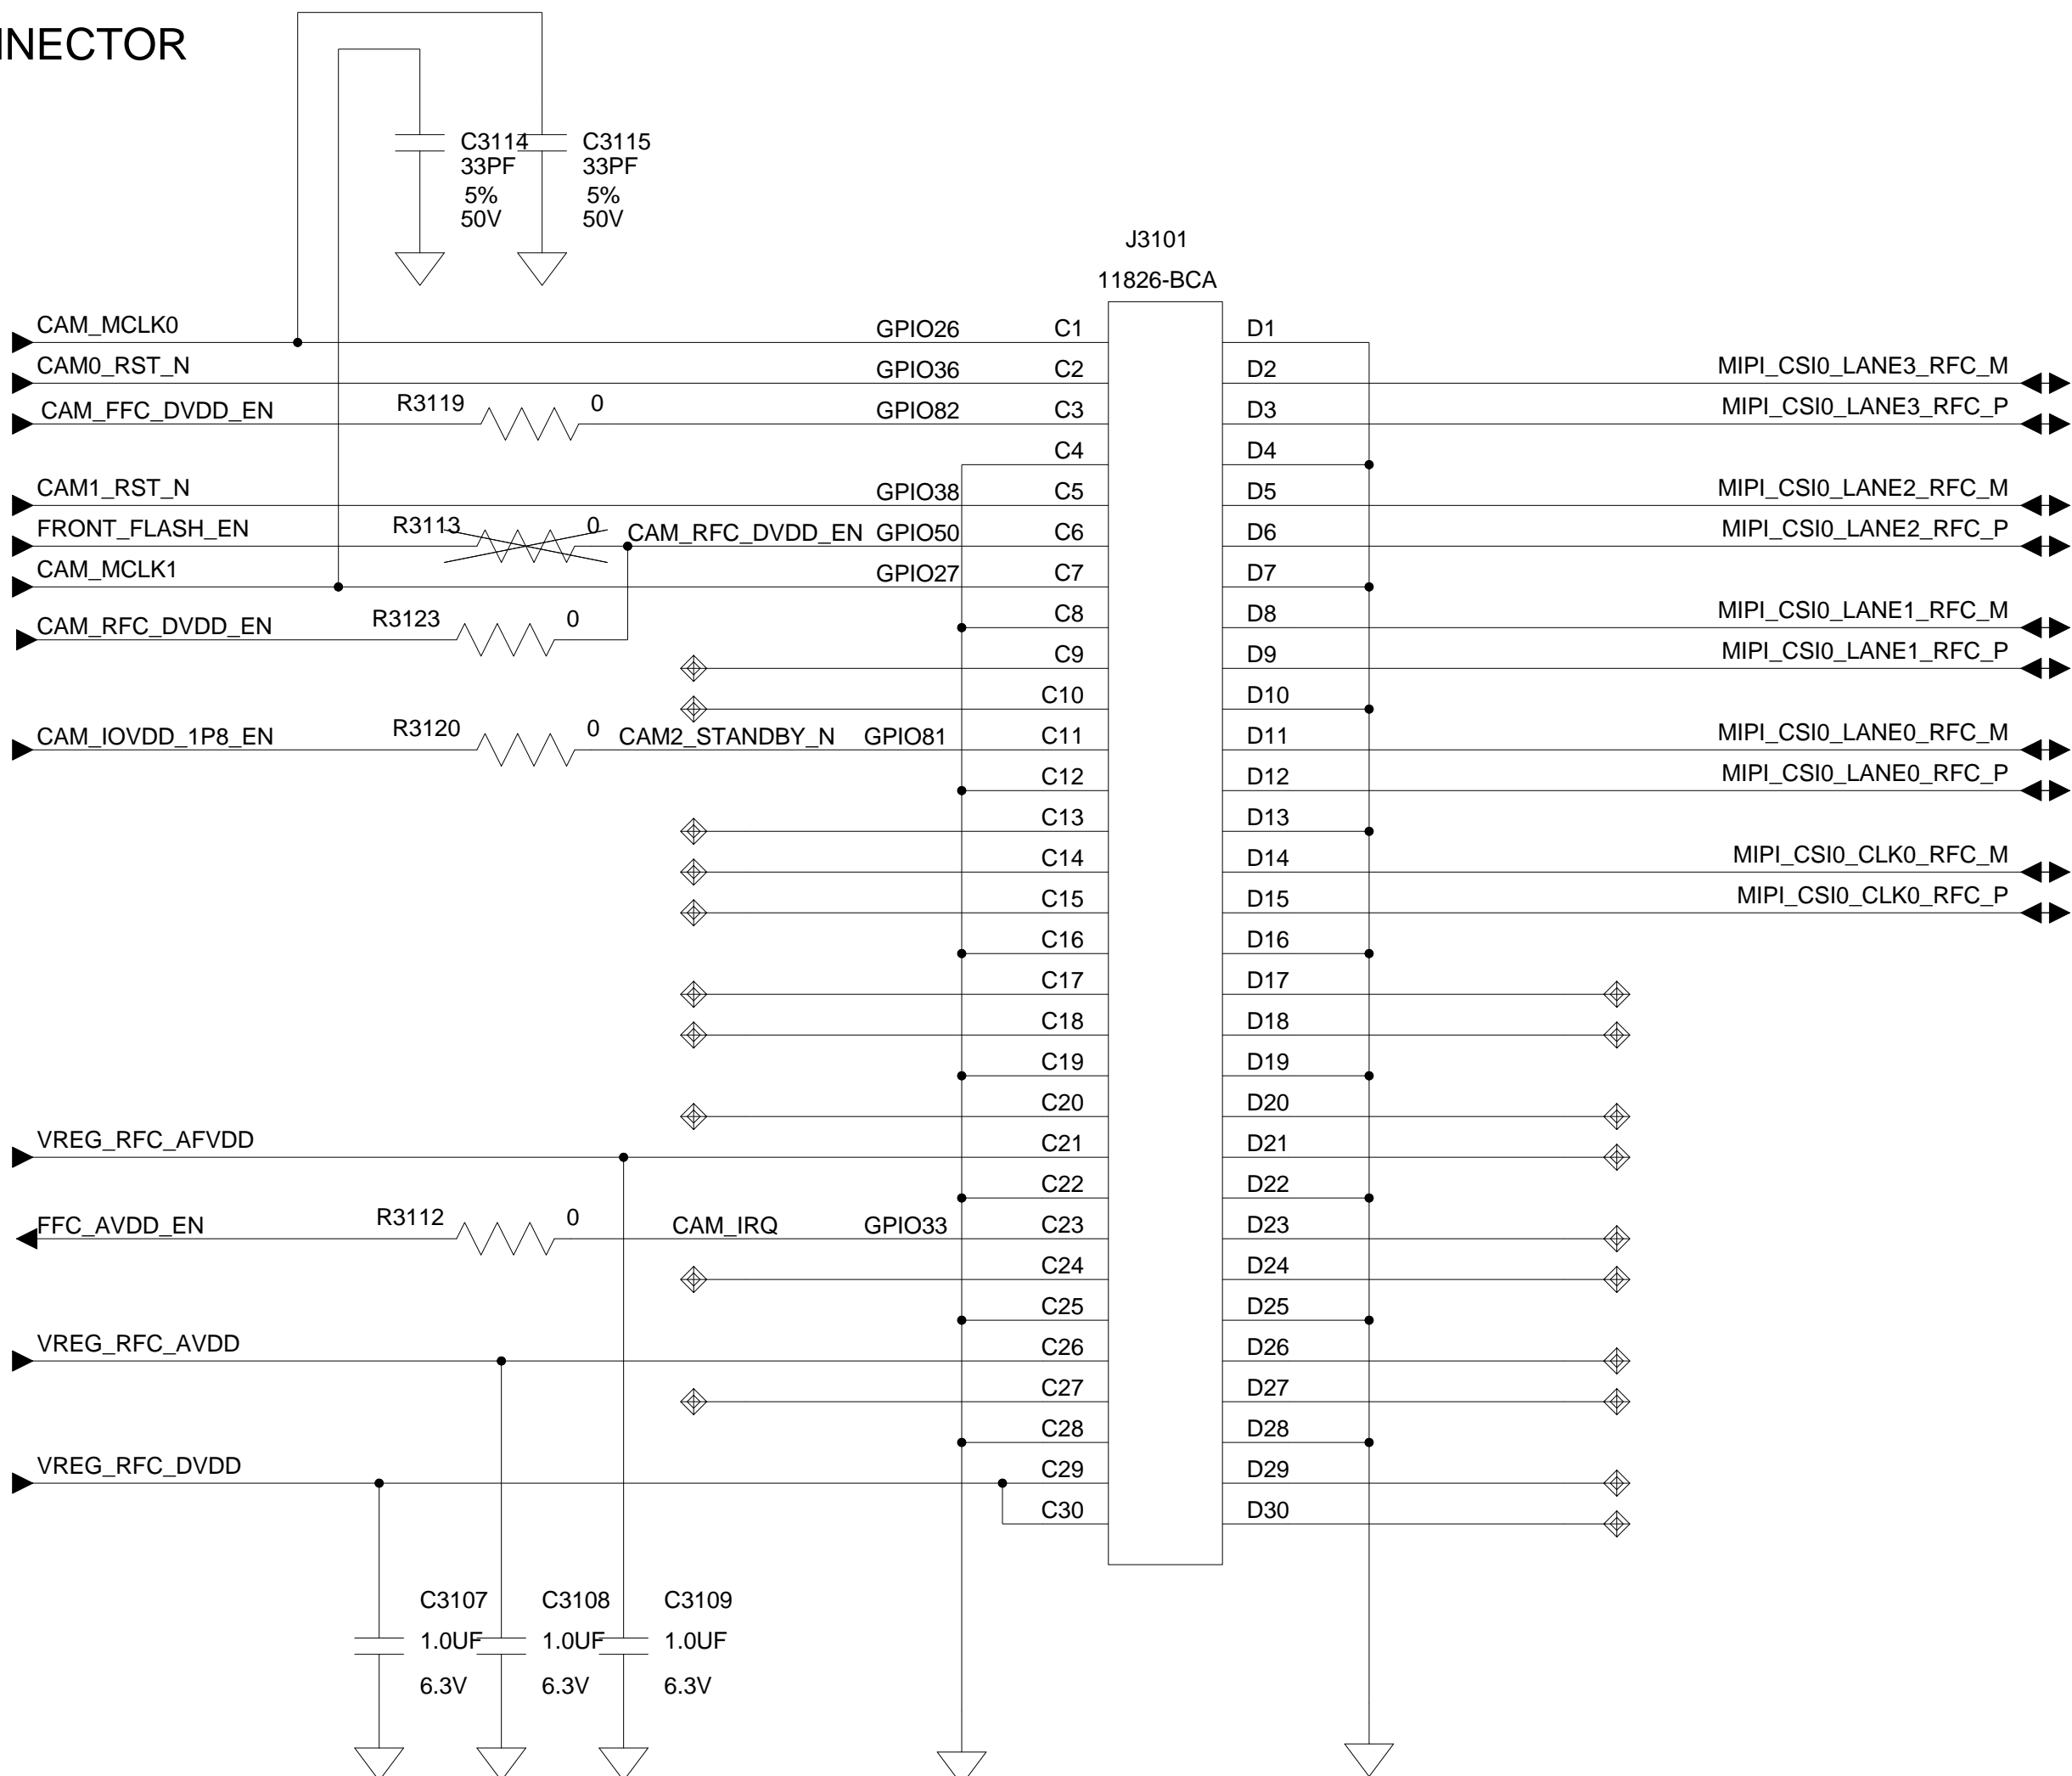 NNECTOR
C3114 C3115
33PF 33PF
5% 5%
50V 50V
J3101
11826-BCA
CAM_MCLK0 GPIO26 C1 D1
CAM0_RST_N GPIO36 C2 D2 MIPI_CSI0_LANE3_RFC_M
CAM_FFC_DVDD_EN R3119 0 GPIO82 C3 D3 MIPI_CSI0_LANE3_RFC_P
C4 D4
CAM1_RST_N GPIO38 C5 D5 MIPI_CSI0_LANE2_RFC_M
FRONT_FLASH_EN R3113 0 CAM_RFC_DVDD_EN GPIO50 C6 D6 MIPI_CSI0_LANE2_RFC_P
CAM_MCLK1 GPIO27 C7 D7
CAM_RFC_DVDD_EN R3123 0 C8 D8 MIPI_CSI0_LANE1_RFC_M
C9 D9 MIPI_CSI0_LANE1_RFC_P
C10 D10
CAM_IOVDD_1P8_EN R3120 0 CAM2_STANDBY_N GPIO81 C11 D11 MIPI_CSI0_LANE0_RFC_M
C12 D12 MIPI_CSI0_LANE0_RFC_P
C13 D13
C14 D14 MIPI_CSI0_CLK0_RFC_M
C15 D15 MIPI_CSI0_CLK0_RFC_P
C16 D16
C17 D17
C18 D18
C19 D19
C20 D20
VREG_RFC_AFVDD C21 D21
C22 D22
FFC_AVDD_EN R3112 0 CAM_IRQ GPIO33 C23 D23
C24 D24
C25 D25
VREG_RFC_AVDD C26 D26
C27 D27
C28 D28
VREG_RFC_DVDD C29 D29
C30 D30
C3107 C3108 C3109
1.0UF 1.0UF 1.0UF
6.3V 6.3V 6.3V